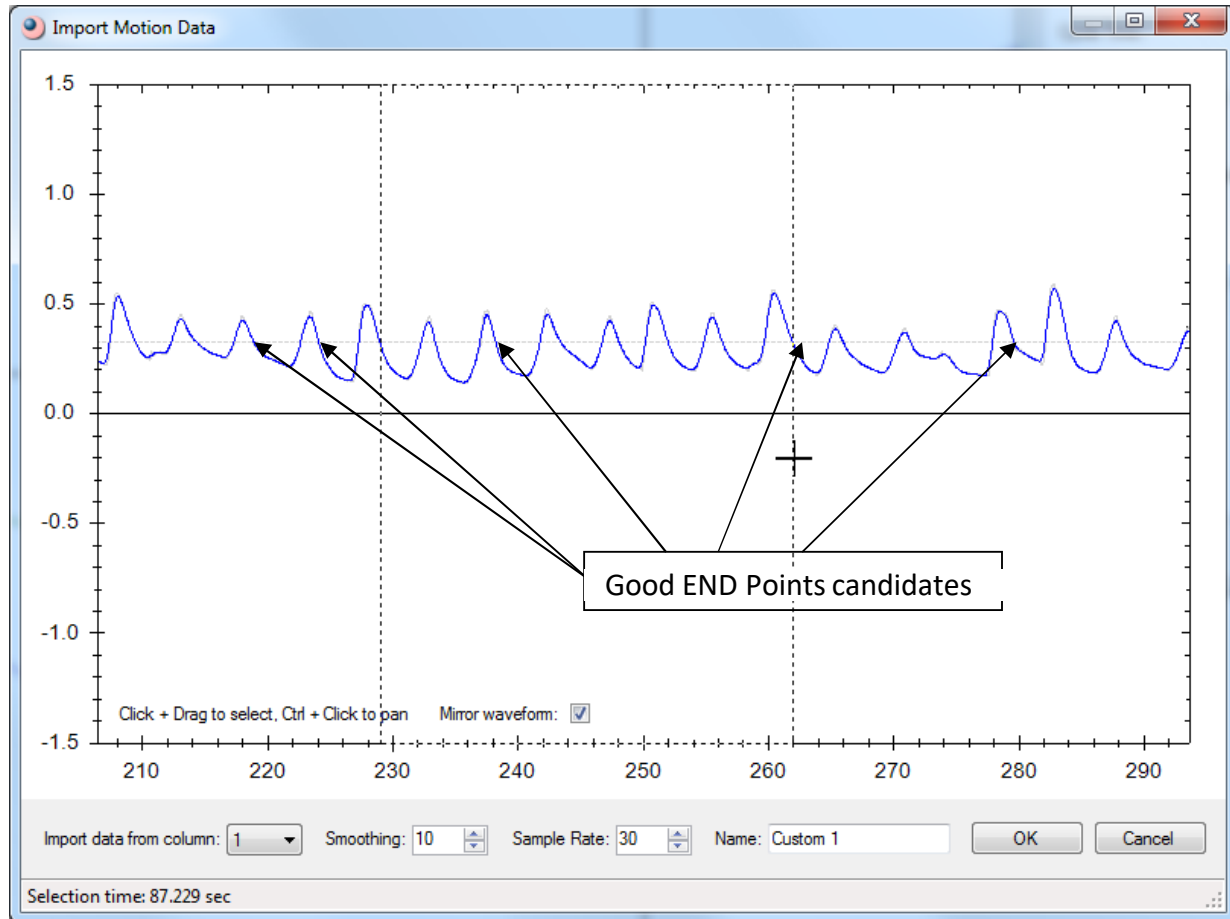 Import Motion Data
1.5
1.0
0.5
0.0
-0.5
-1.0
-1.5
Good END Points candidates
Click + Drag to select, Ctrl + Click to pan Mirror waveform:
210 220 230 240 250 260 270 280 290
Import data from column: 1 Smoothing: 10 Sample Rate: 30 Name: Custom 1 OK Cancel
Selection time: 87.229 sec